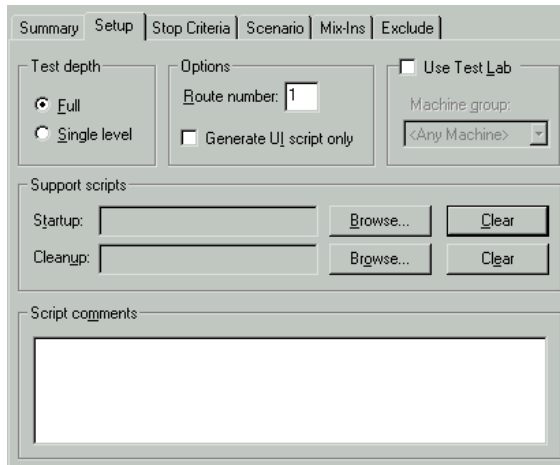 Summary Setup Stop Criteria Scenario Mix-Ins Exclude
Test depth
Full
Single level
Options
Route number: 1
Generate UI script only
Use Test Lab
Machine group:
<Any Machine>
Support scripts
Startup: Browse... Clear
Cleanup: Browse... Clear
Script comments